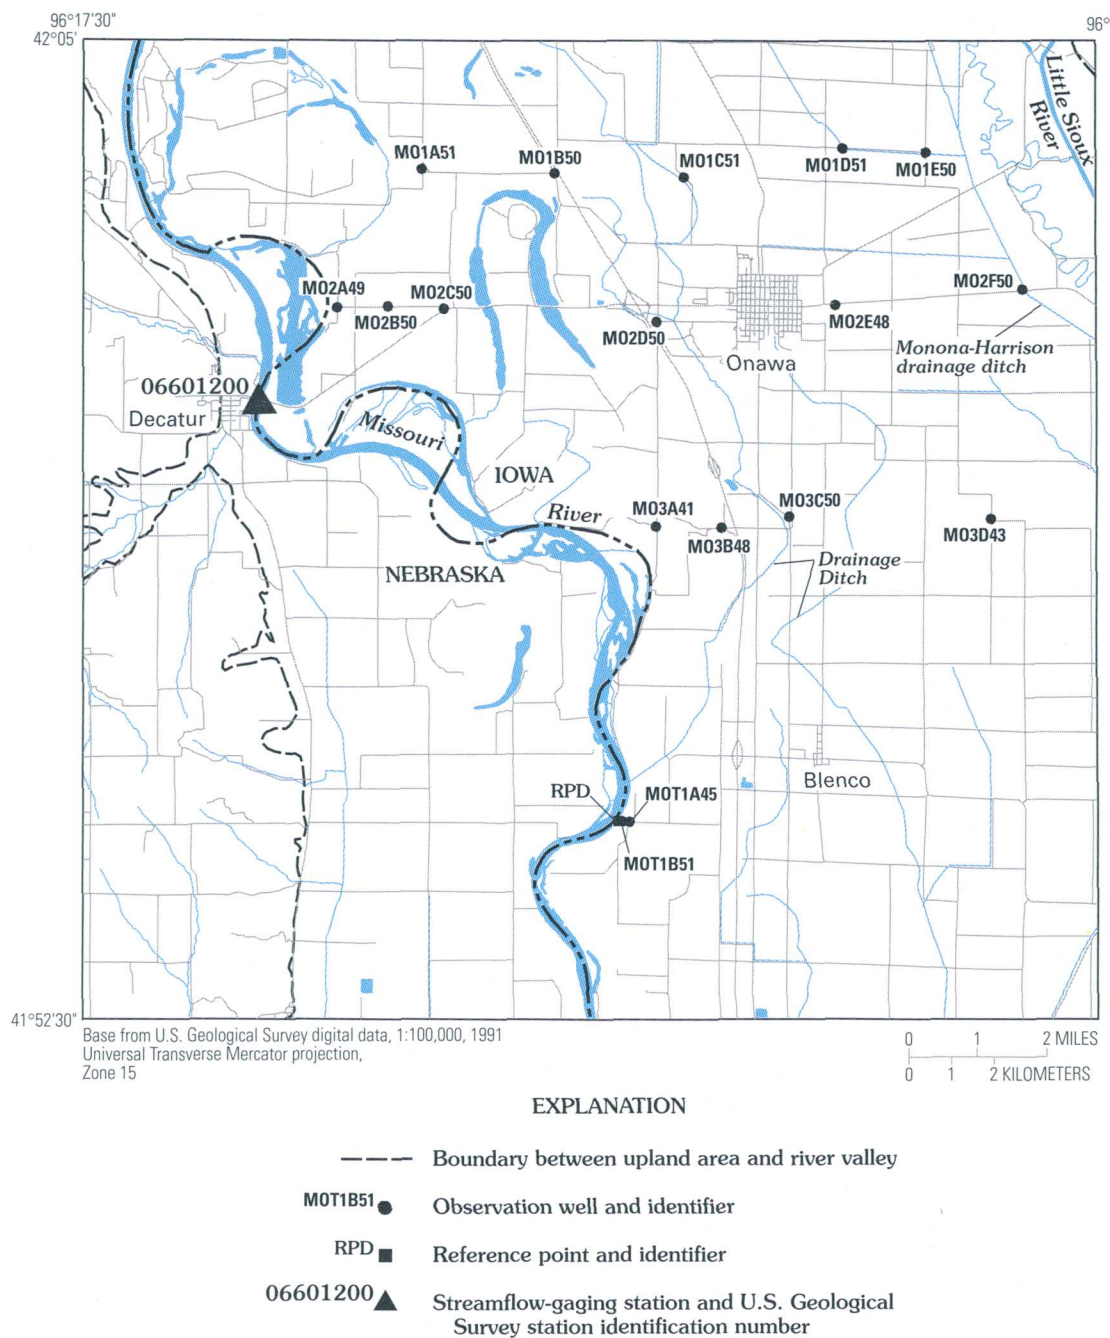 96°17'30"
96°
42°05'
Little Sioux
River
M01A51
M01B50
M01C51
M01D51
M01E50
M02A49
M02B50
M02C50
M02D50
M02E48
M02F50
Onawa
Monona-Harrison
drainage ditch
06601200
Decatur
Missouri
IOWA
River
NEBRASKA
M03A41
M03B48
M03C50
M03D43
Drainage
Ditch
RPD
M0T1A45
M0T1B51
Blenco
41°52'30"
Base from U.S. Geological Survey digital data, 1:100,000, 1991
Universal Transverse Mercator projection,
Zone 15
0 1 2 MILES
0 1 2 KILOMETERS
EXPLANATION
Boundary between upland area and river valley
M0T1B51 Observation well and identifier
RPD Reference point and identifier
06601200 Streamflow-gaging station and U.S. Geological
Survey station identification number